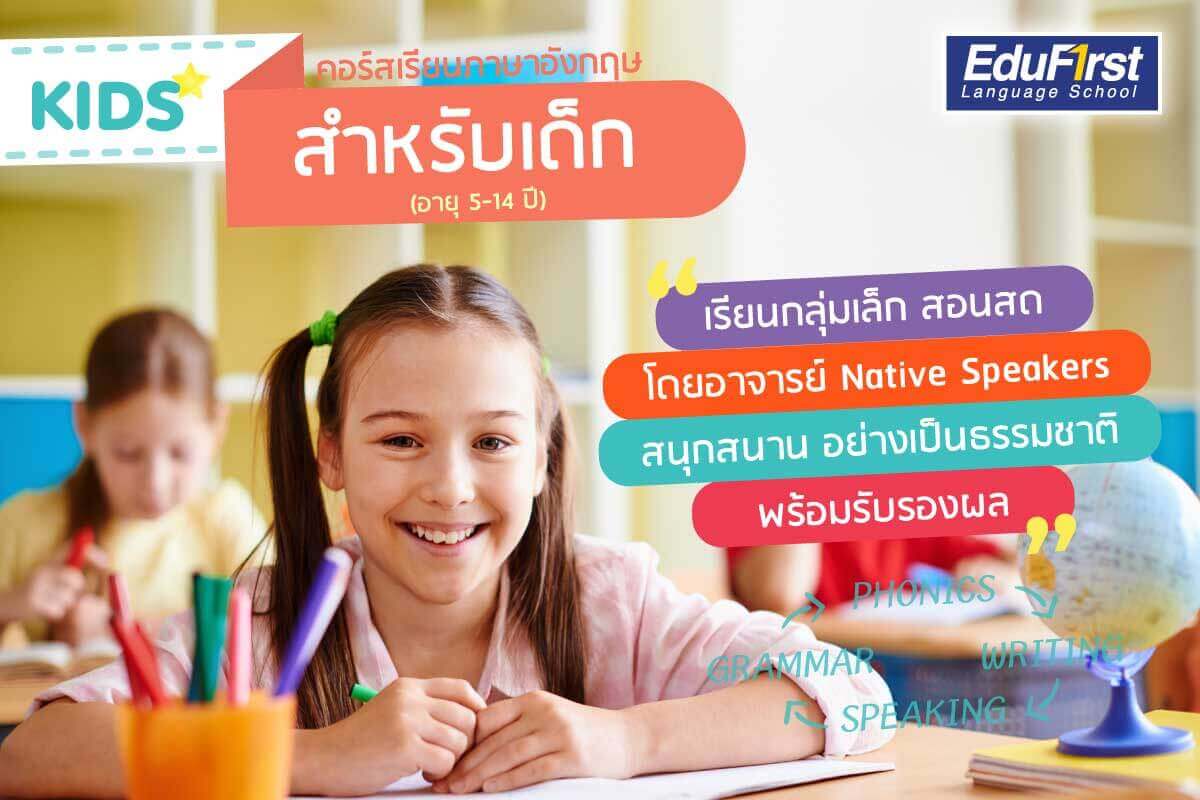 KIDS
คอร์สเรียนภาษาอังกฤษ
สำหรับเด็ก
(อายุ 5-14 ปี)
EduF1rst
Language School
“เรียนกลุ่มเล็ก สอนสด
โดยอาจารย์ Native Speakers
สนุกสนาน อย่างเป็นธรรมชาติ
พร้อมรับรองผล”
PHONICS
GRAMMAR
WRITING
SPEAKING